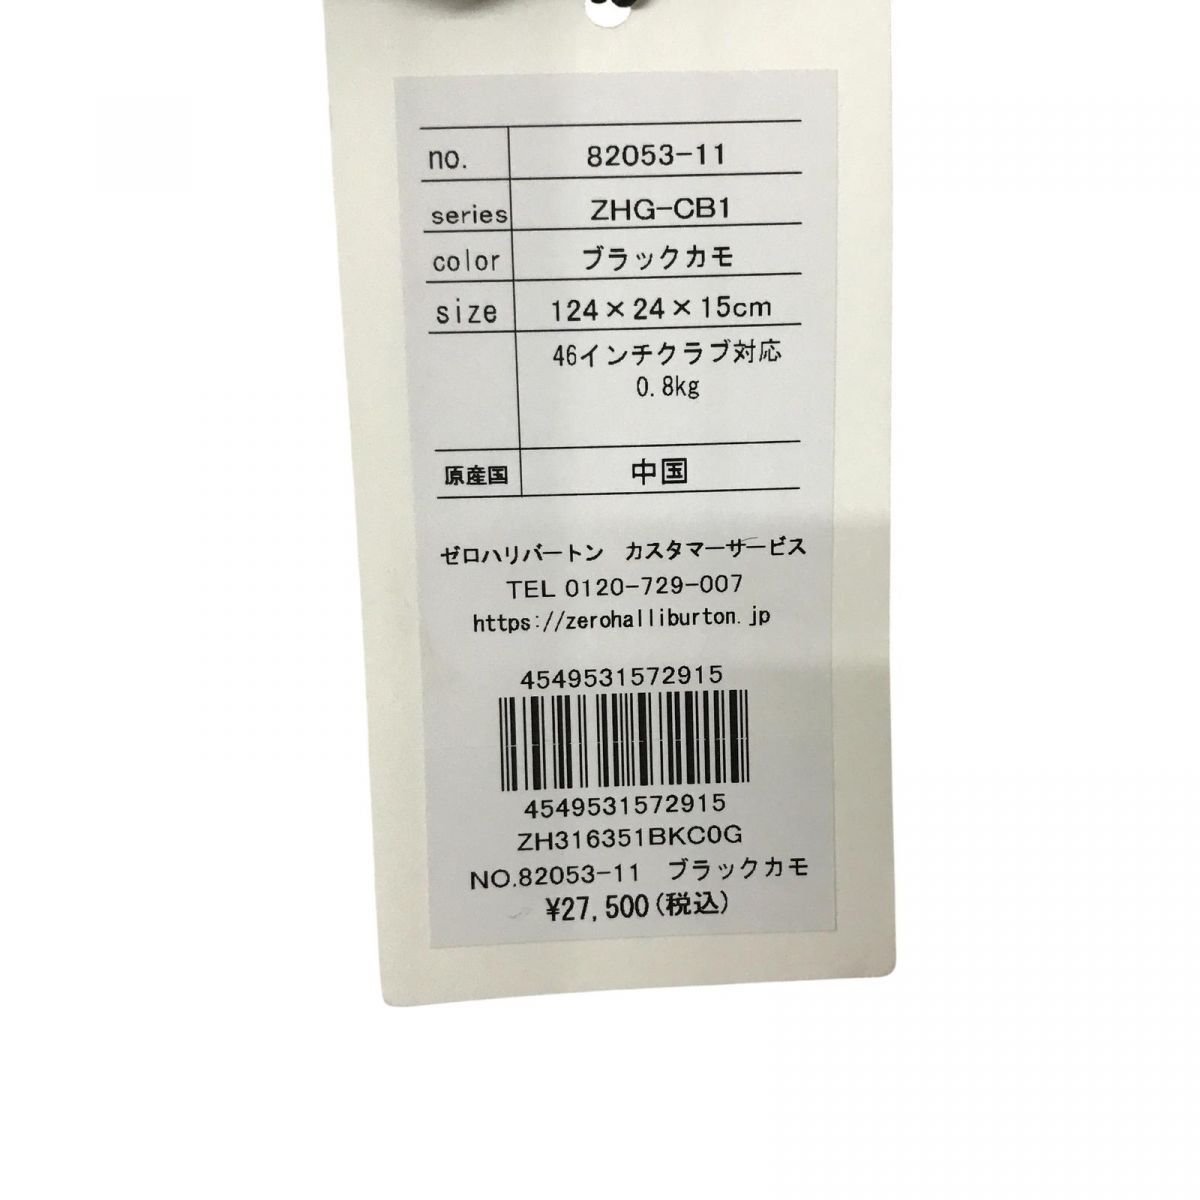 no. 82053-11
series ZHG-CB1
color ブラックカモ
size 124×24×15cm
46インチクラブ対応
0.8kg
原産国 中国
ゼロハリバートン カスタマーサービス
TEL 0120-729-007
https://zerohalliburton.jp
4549531572915
4549531572915
ZH316351BKC0G
NO.82053-11 ブラックカモ
¥27,500(税込)